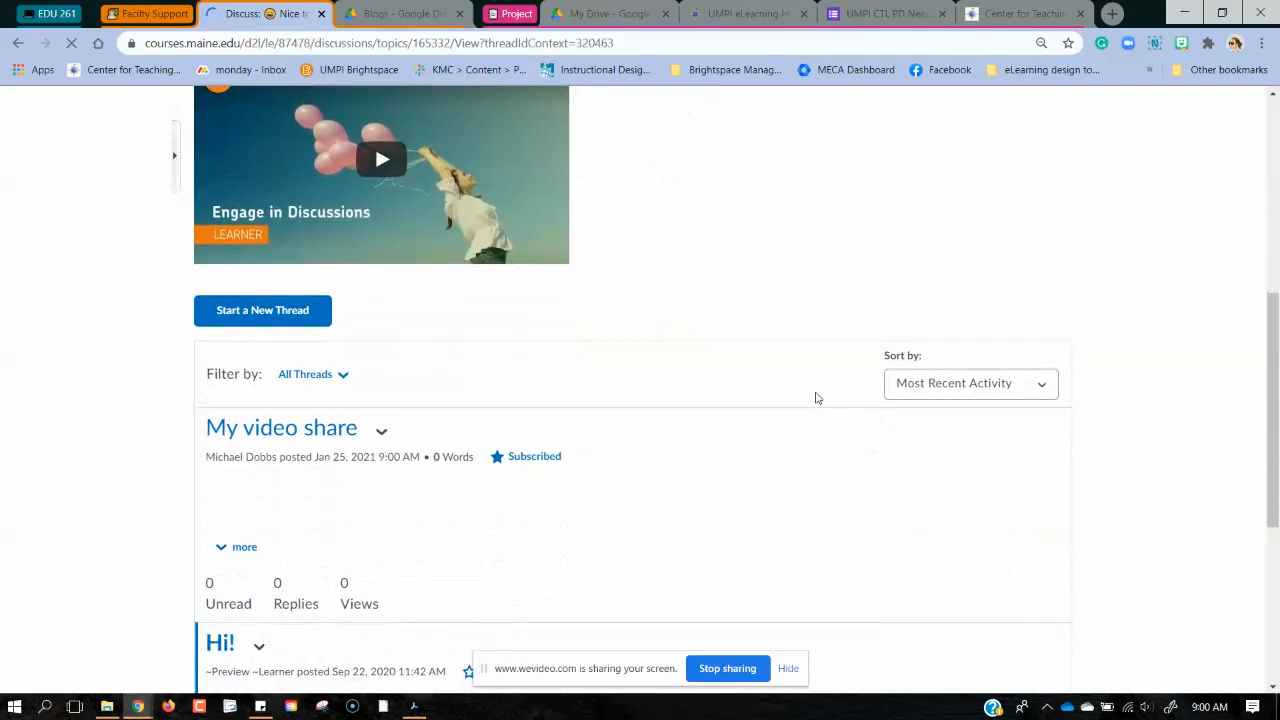 EDU 261
Facilty Support
Discuss: 😀 Nice to
Blogs - Google Dri
Project
My Drive - Google
UMPI eLearning H
UMPI CTL PD Nee
Center for Teachin
courses.maine.edu/d2l/le/87478/discussions/topics/165332/View?threadIdContext=320463
Apps
Center for Teaching...
monday - Inbox
UMPI Brightspace
KMC > Content > P...
Instructional Desig...
Brightspace Manag...
MECA Dashboard
Facebook
eLearning design to...
»
Other bookmarks
Engage in Discussions
LEARNER
Start a New Thread
Sort by:
Filter by: All Threads
Most Recent Activity
My video share
Michael Dobbs posted Jan 25, 2021 9:00 AM • 0 Words ★ Subscribed
more
0 0 0
Unread Replies Views
Hi!
~Preview ~Learner posted Sep 22, 2020 11:42 AM
www.wevideo.com is sharing your screen. Stop sharing Hide
9:00 AM